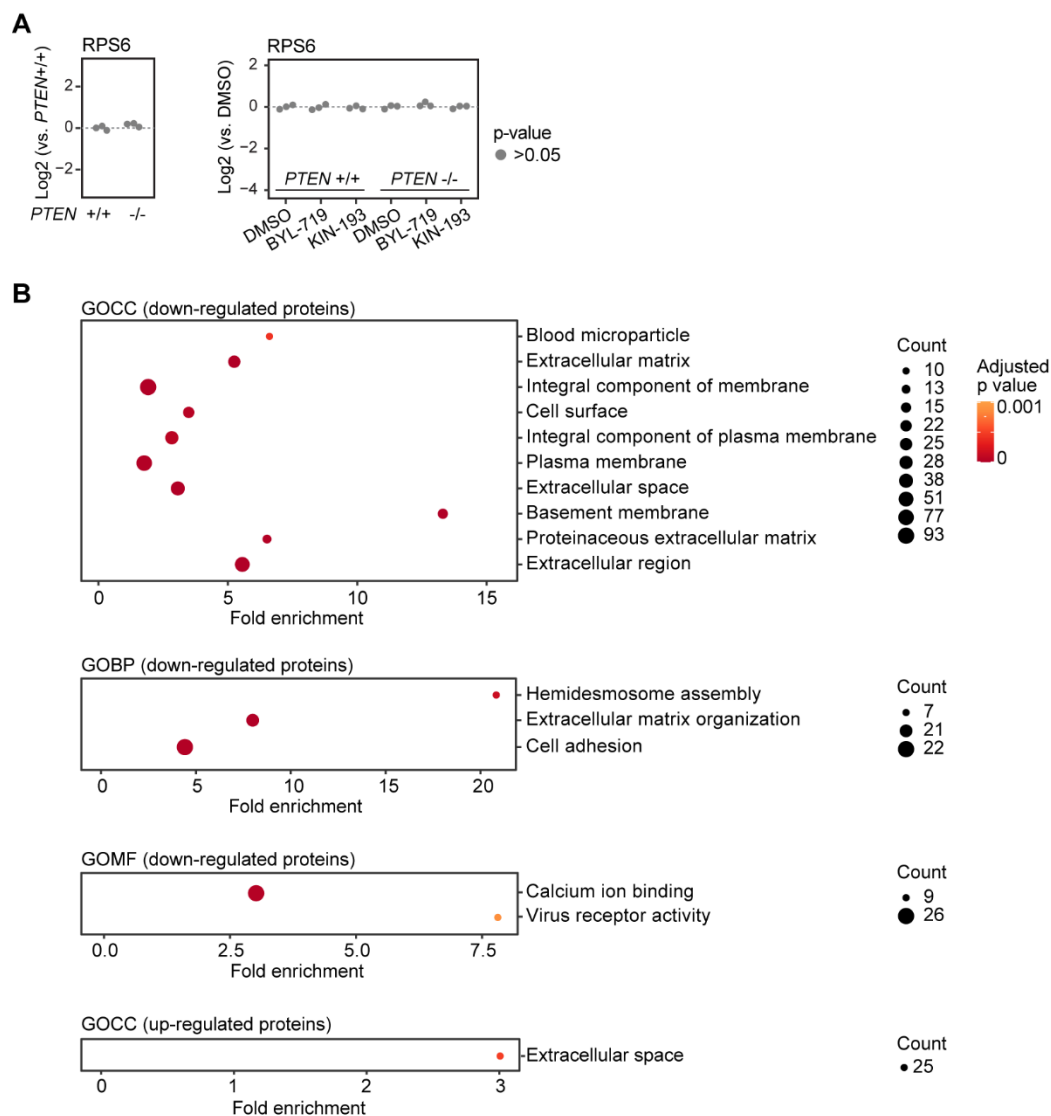 A
RPS6
Log2 (vs. PTEN+/+)
2
0
−2
PTEN +/+ -/-
RPS6
Log2 (vs. DMSO)
2
0
−2
−4
PTEN +/+
PTEN -/-
DMSO
BYL-719
KIN-193
DMSO
BYL-719
KIN-193
p-value
>0.05
B
GOCC (down-regulated proteins)
Blood microparticle
Extracellular matrix
Integral component of membrane
Cell surface
Integral component of plasma membrane
Plasma membrane
Extracellular space
Basement membrane
Proteinaceous extracellular matrix
Extracellular region
0 5 10 15
Fold enrichment
Count
10
13
15
22
25
28
38
51
77
93
Adjusted
p value
0.001
0
GOBP (down-regulated proteins)
Hemidesmosome assembly
Extracellular matrix organization
Cell adhesion
0 5 10 15 20
Fold enrichment
Count
7
21
22
GOMF (down-regulated proteins)
Calcium ion binding
Virus receptor activity
0.0 2.5 5.0 7.5
Fold enrichment
Count
9
26
GOCC (up-regulated proteins)
Extracellular space
0 1 2 3
Fold enrichment
Count
25